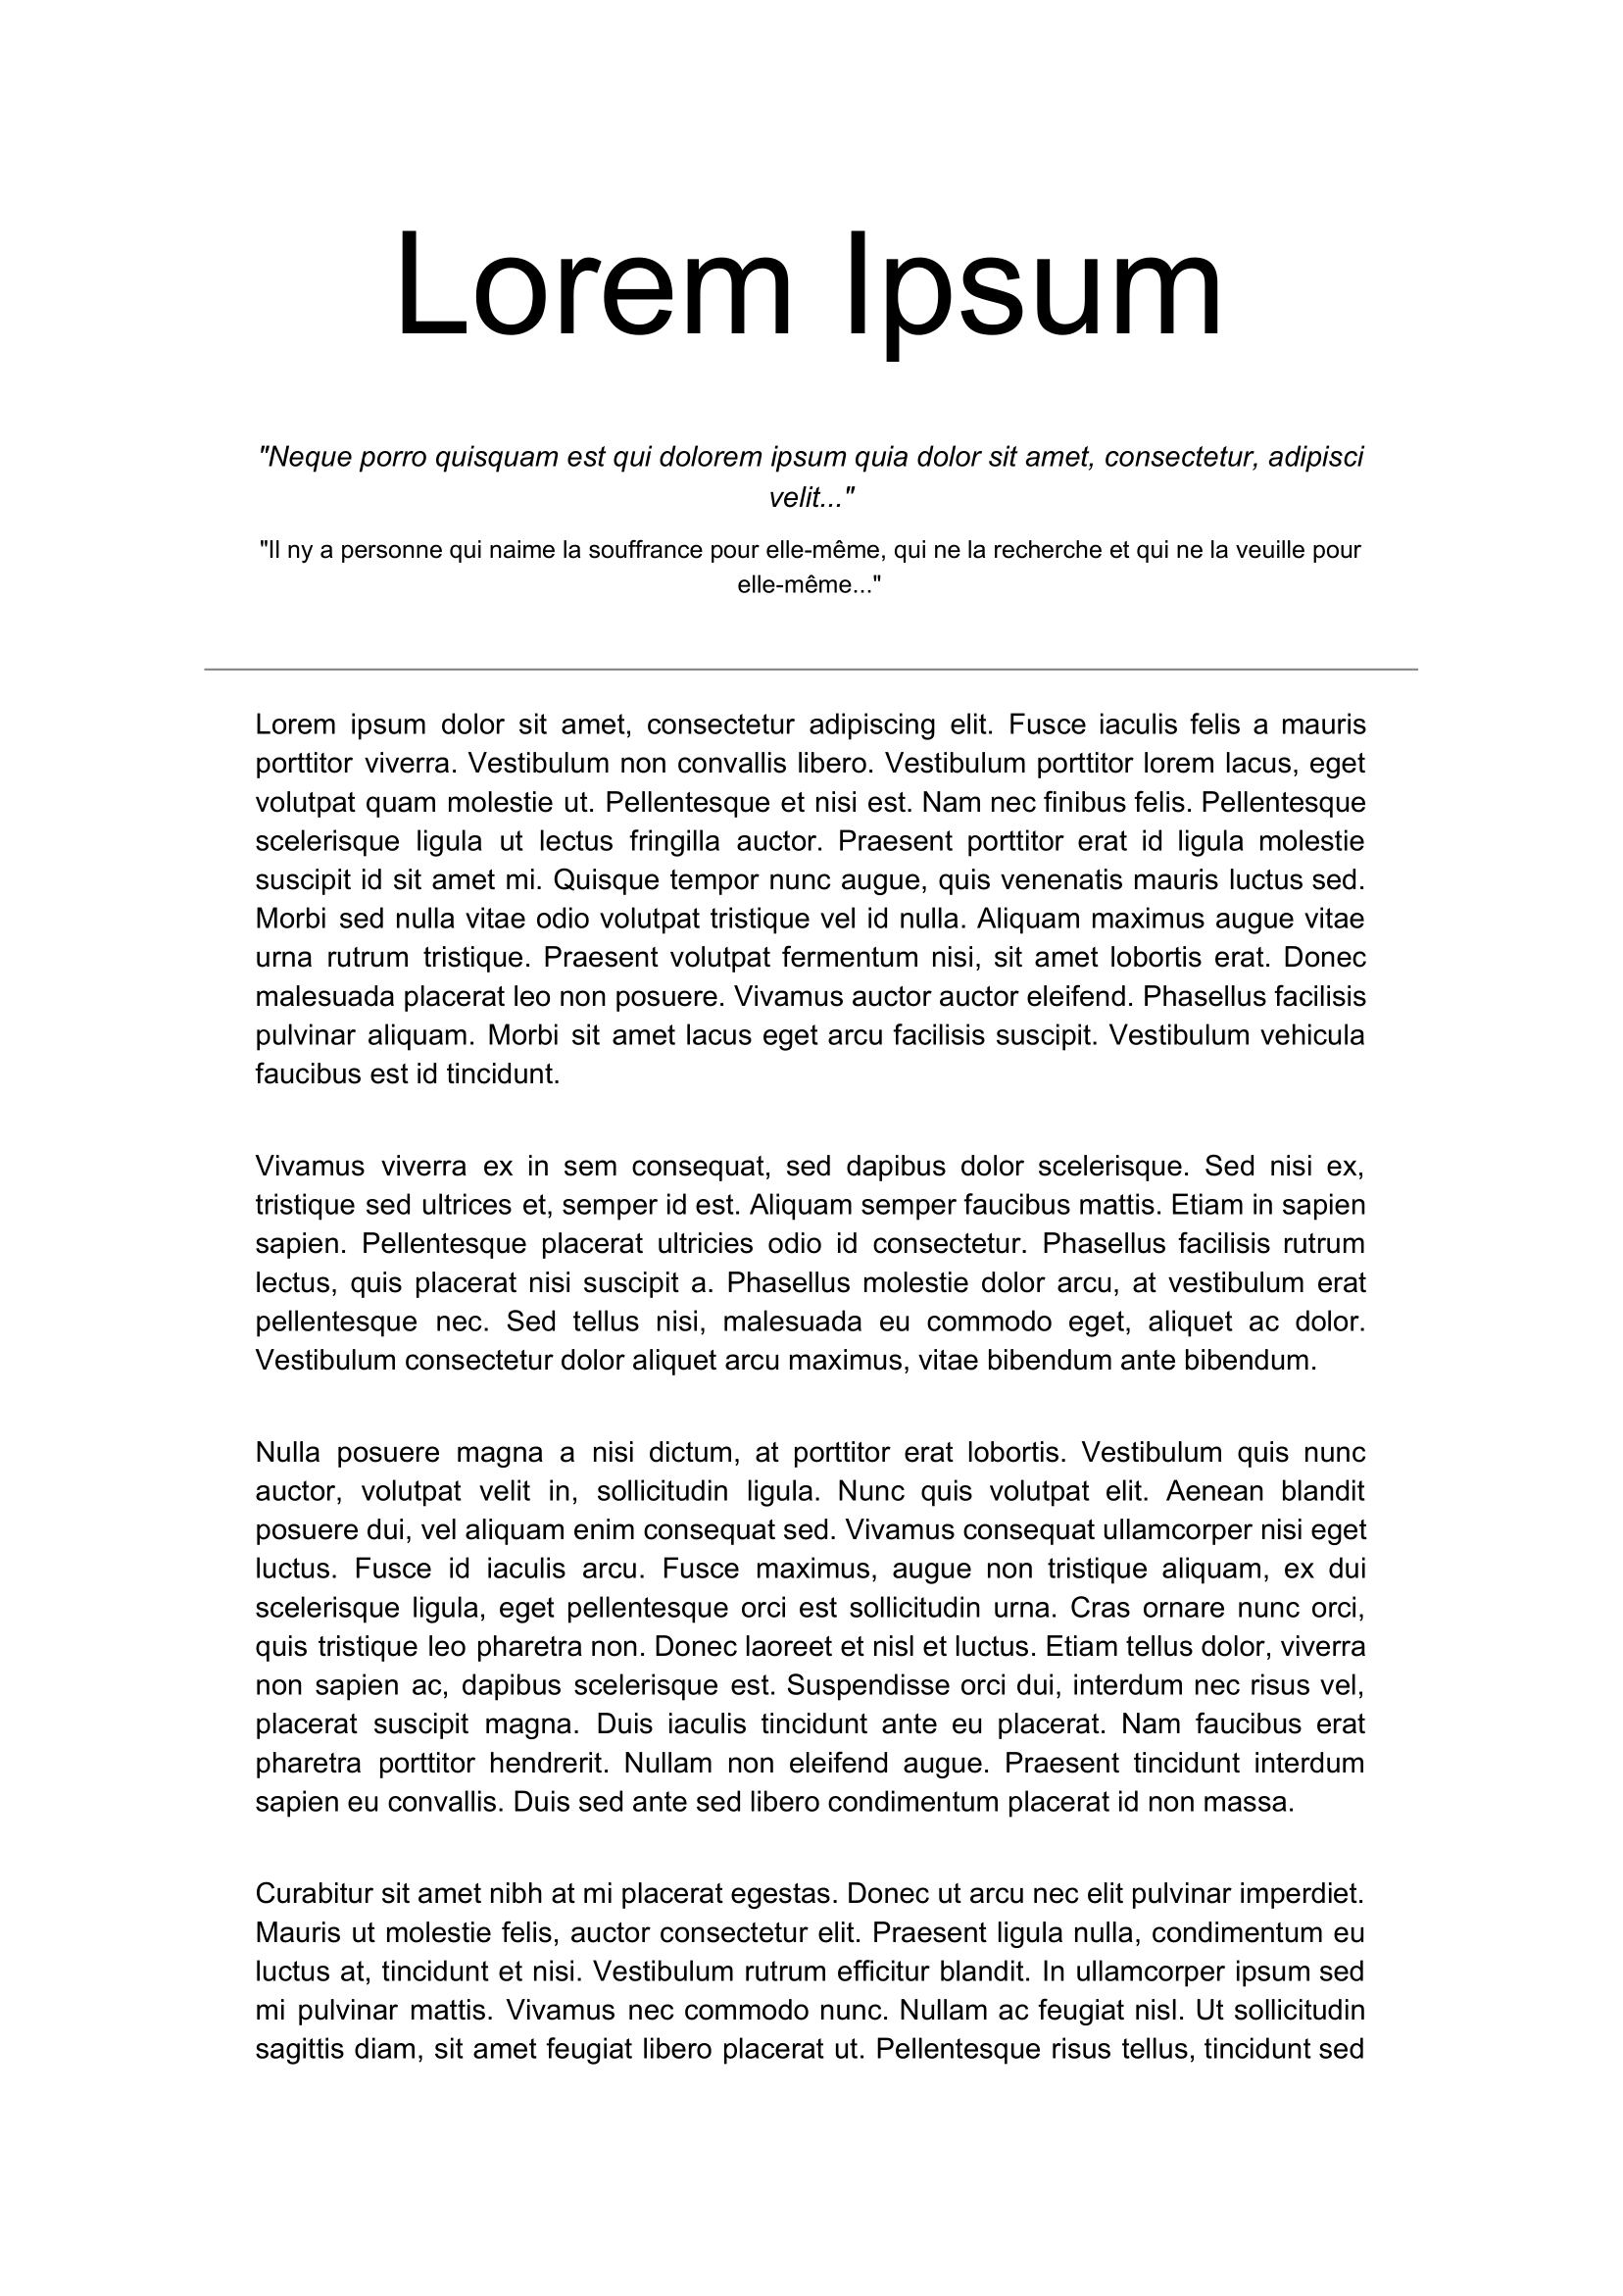 Lorem Ipsum
"Neque porro quisquam est qui dolorem ipsum quia dolor sit amet, consectetur, adipisci
velit..."
"Il ny a personne qui naime la souffrance pour elle-même, qui ne la recherche et qui ne la veuille pour
elle-même..."
Lorem ipsum dolor sit amet, consectetur adipiscing elit. Fusce iaculis felis a mauris
porttitor viverra. Vestibulum non convallis libero. Vestibulum porttitor lorem lacus, eget
volutpat quam molestie ut. Pellentesque et nisi est. Nam nec finibus felis. Pellentesque
scelerisque ligula ut lectus fringilla auctor. Praesent porttitor erat id ligula molestie
suscipit id sit amet mi. Quisque tempor nunc augue, quis venenatis mauris luctus sed.
Morbi sed nulla vitae odio volutpat tristique vel id nulla. Aliquam maximus augue vitae
urna rutrum tristique. Praesent volutpat fermentum nisi, sit amet lobortis erat. Donec
malesuada placerat leo non posuere. Vivamus auctor auctor eleifend. Phasellus facilisis
pulvinar aliquam. Morbi sit amet lacus eget arcu facilisis suscipit. Vestibulum vehicula
faucibus est id tincidunt.
Vivamus viverra ex in sem consequat, sed dapibus dolor scelerisque. Sed nisi ex,
tristique sed ultrices et, semper id est. Aliquam semper faucibus mattis. Etiam in sapien
sapien. Pellentesque placerat ultricies odio id consectetur. Phasellus facilisis rutrum
lectus, quis placerat nisi suscipit a. Phasellus molestie dolor arcu, at vestibulum erat
pellentesque nec. Sed tellus nisi, malesuada eu commodo eget, aliquet ac dolor.
Vestibulum consectetur dolor aliquet arcu maximus, vitae bibendum ante bibendum.
Nulla posuere magna a nisi dictum, at porttitor erat lobortis. Vestibulum quis nunc
auctor, volutpat velit in, sollicitudin ligula. Nunc quis volutpat elit. Aenean blandit
posuere dui, vel aliquam enim consequat sed. Vivamus consequat ullamcorper nisi eget
luctus. Fusce id iaculis arcu. Fusce maximus, augue non tristique aliquam, ex dui
scelerisque ligula, eget pellentesque orci est sollicitudin urna. Cras ornare nunc orci,
quis tristique leo pharetra non. Donec laoreet et nisl et luctus. Etiam tellus dolor, viverra
non sapien ac, dapibus scelerisque est. Suspendisse orci dui, interdum nec risus vel,
placerat suscipit magna. Duis iaculis tincidunt ante eu placerat. Nam faucibus erat
pharetra porttitor hendrerit. Nullam non eleifend augue. Praesent tincidunt interdum
sapien eu convallis. Duis sed ante sed libero condimentum placerat id non massa.
Curabitur sit amet nibh at mi placerat egestas. Donec ut arcu nec elit pulvinar imperdiet.
Mauris ut molestie felis, auctor consectetur elit. Praesent ligula nulla, condimentum eu
luctus at, tincidunt et nisi. Vestibulum rutrum efficitur blandit. In ullamcorper ipsum sed
mi pulvinar mattis. Vivamus nec commodo nunc. Nullam ac feugiat nisl. Ut sollicitudin
sagittis diam, sit amet feugiat libero placerat ut. Pellentesque risus tellus, tincidunt sed